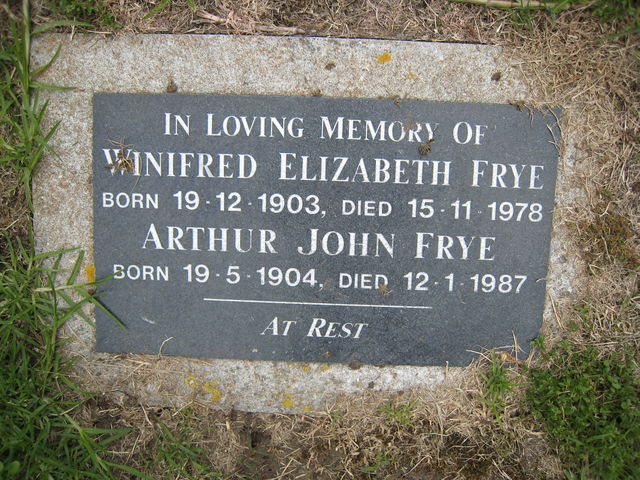 IN LOVING MEMORY OF
WINIFRED ELIZABETH FRYE
BORN 19·12·1903, DIED 15·11·1978
ARTHUR JOHN FRYE
BORN 19·5·1904, DIED 12·1·1987
AT REST